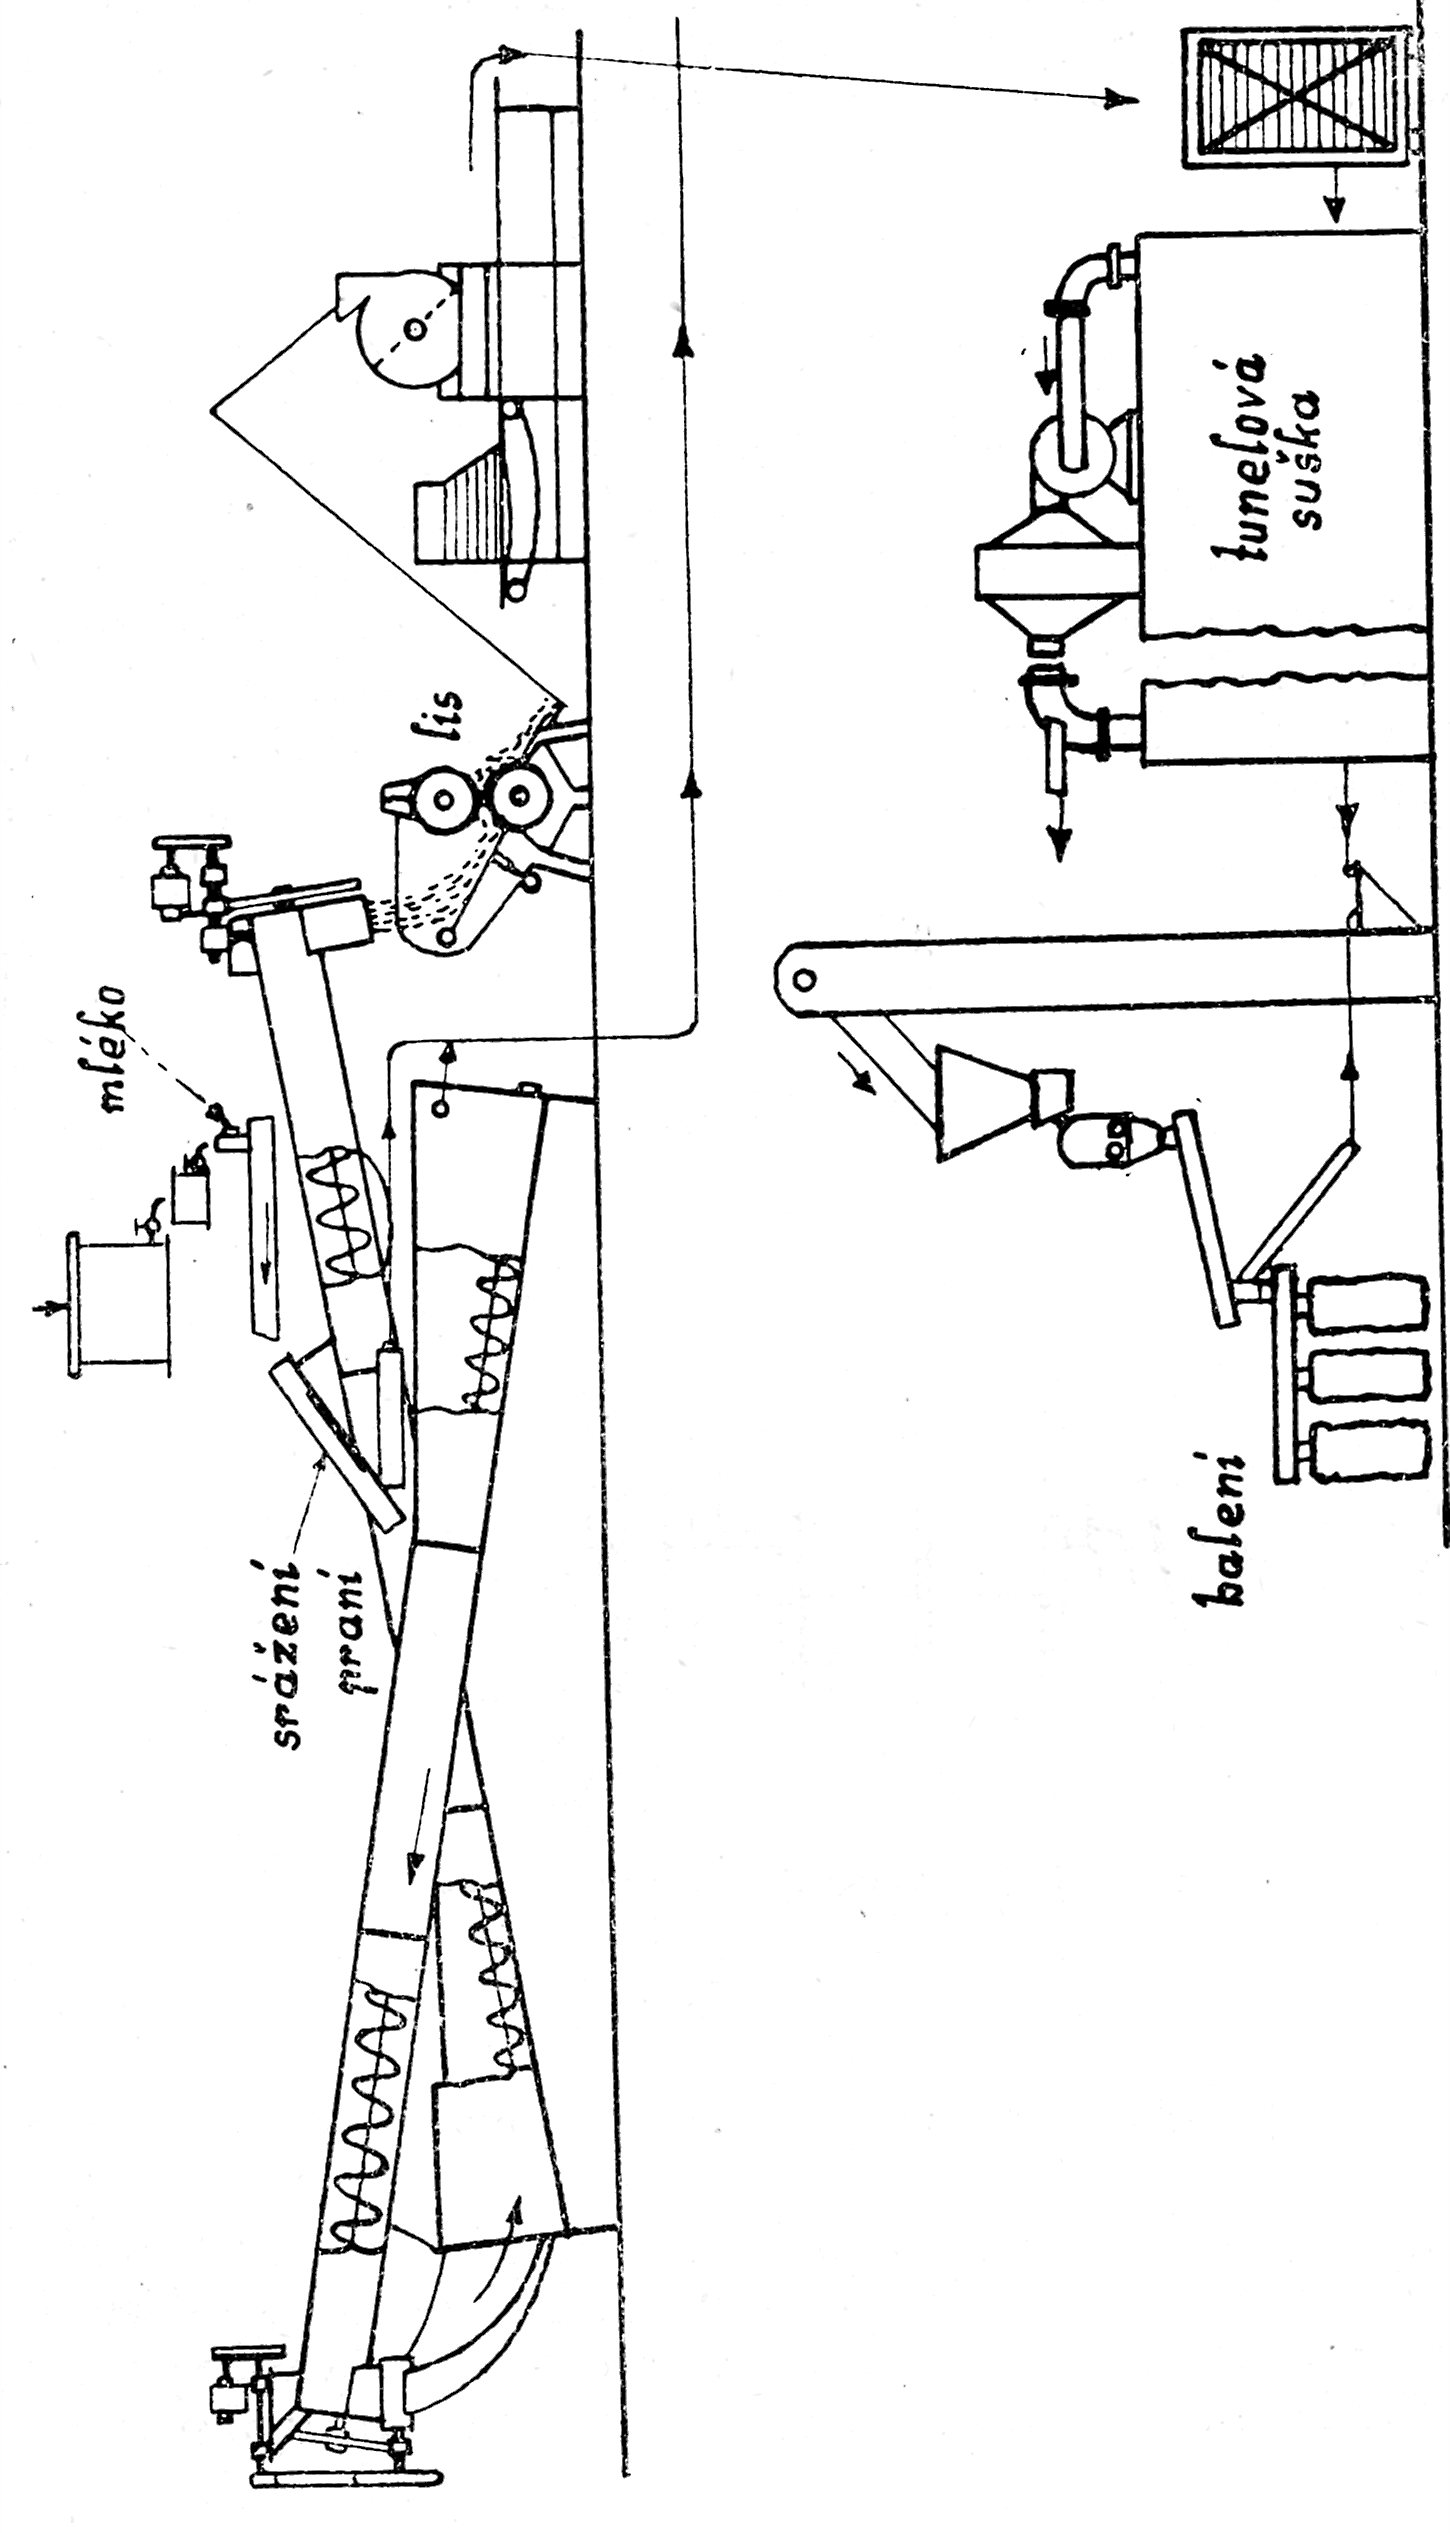 mléko
srážení
praní
lis
tunelová
suška
balení